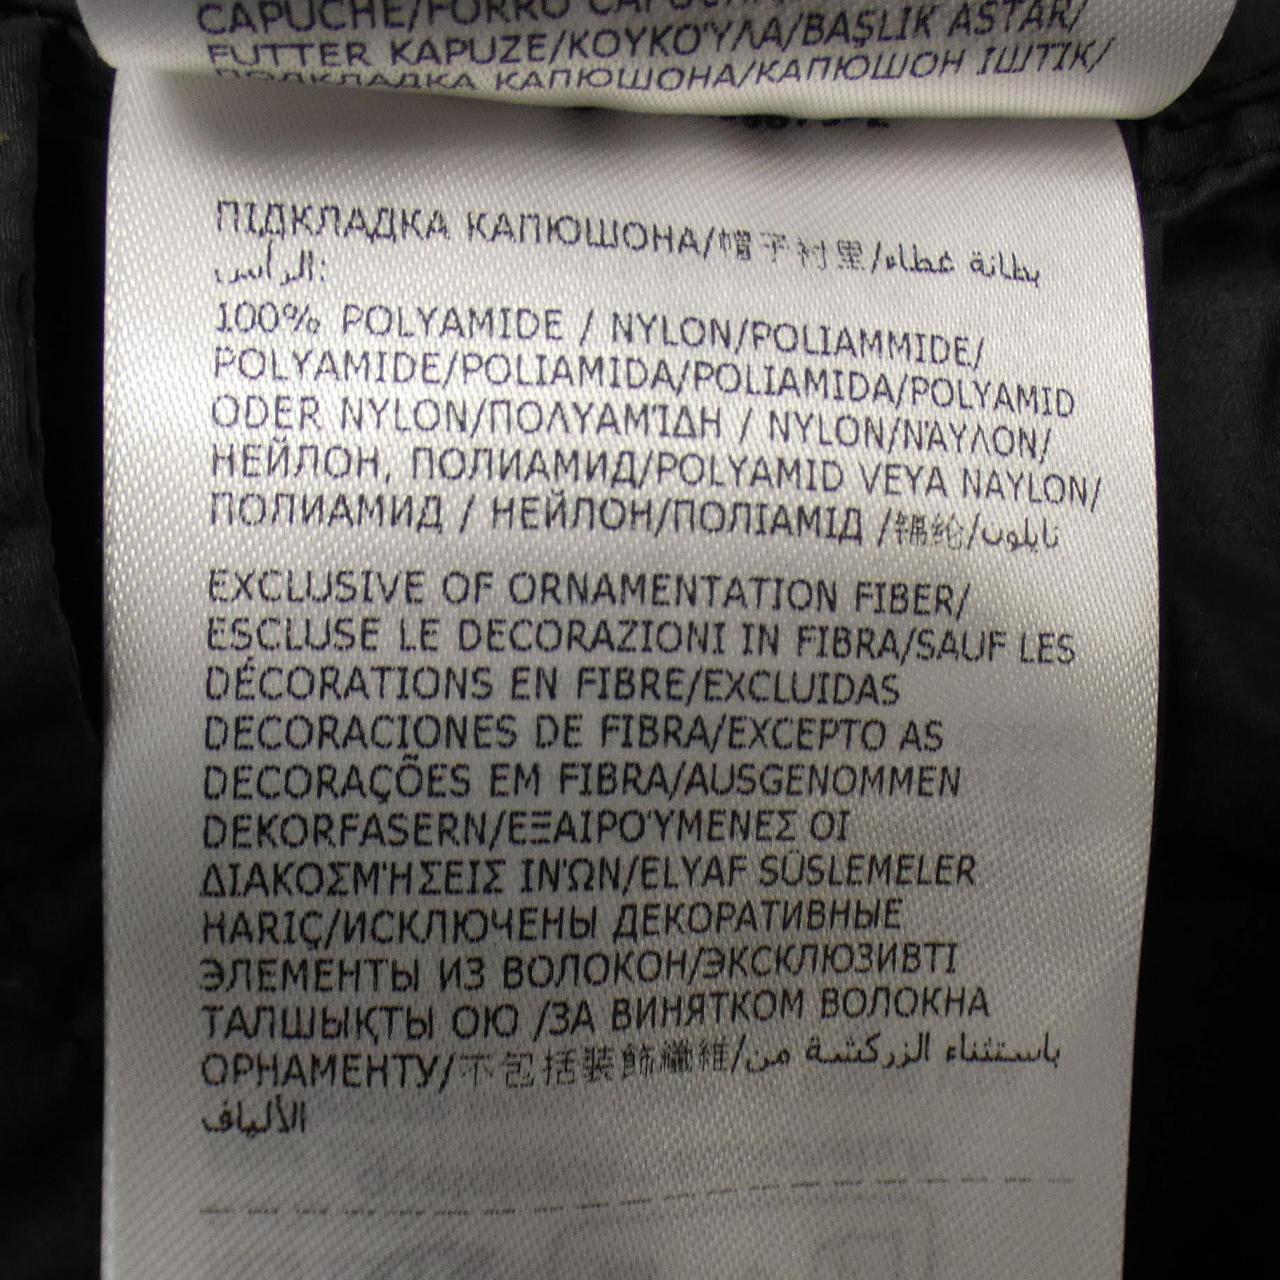 CAPUCHE/FORRO
FUTTER KAPUZE/ΚΟΥΚΟΎΛΑ/BAŞLIK ASTAR/
ПОДКЛАДКА КАПЮШОНА/КАПЮШОН ІШТІК/
ПІДКЛАДКА КАПЮШОНА/帽子衬里/بطانة غطاء
الرأس:
100% POLYAMIDE / NYLON/POLIAMMIDE/
POLYAMIDE/POLIAMIDA/POLIAMIDA/POLYAMID
ODER NYLON/ΠΟΛΥΑΜΊΔΗ / NYLON/ΝΆΥΛΟΝ/
НЕЙЛОН, ПОЛИАМИД/POLYAMID VEYA NAYLON/
ПОЛИАМИД / НЕЙЛОН/ПОЛІАМІД /锦纶/نايلون
EXCLUSIVE OF ORNAMENTATION FIBER/
ESCLUSE LE DECORAZIONI IN FIBRA/SAUF LES
DÉCORATIONS EN FIBRE/EXCLUIDAS
DECORACIONES DE FIBRA/EXCEPTO AS
DECORAÇÕES EM FIBRA/AUSGENOMMEN
DEKORFASERN/ΕΞΑΙΡΟΎΜΕΝΕΣ ΟΙ
ΔΙΑΚΟΣΜΉΣΕΙΣ ΙΝΏΝ/ELYAF SÜSLEMELER
HARIÇ/ИСКЛЮЧЕНЫ ДЕКОРАТИВНЫЕ
ЭЛЕМЕНТЫ ИЗ ВОЛОКОН/ЭКСКЛЮЗИВТІ
ТАЛШЫҚТЫ ОЮ /ЗА ВИНЯТКОМ ВОЛОКНА
ОРНАМЕНТУ/不包括装飾纖維/باستثناء الزركشة من
الألياف